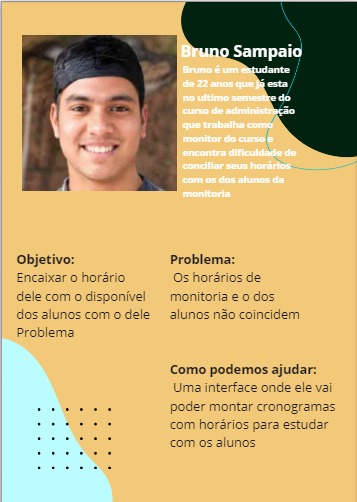 Bruno Sampaio
Bruno é um estudante
de 22 anos que já esta
no ultimo semestre do
curso de administração
que trabalha como
monitor do curso e
encontra dificuldade de
conciliar seus horários
com os dos alunos da
monitoria
Objetivo:
Encaixar o horário
dele com o disponível
dos alunos com o dele
Problema
Problema:
Os horários de
monitoria e o dos
alunos não coincidem
Como podemos ajudar:
Uma interface onde ele vai
poder montar cronogramas
com horários para estudar
com os alunos